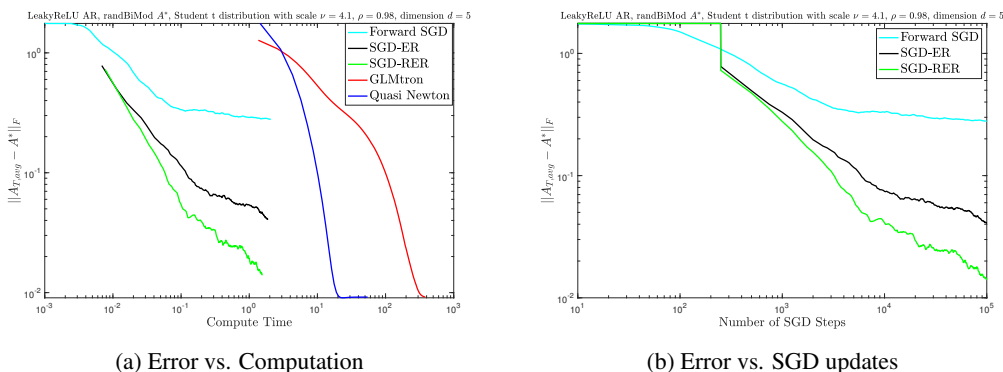 LeakyReLU AR, randBiMod A*, Student t distribution with scale ν = 4.1, ρ = 0.98, dimension d = 5
Forward SGD
SGD-ER
SGD-RER
GLMtron
Quasi Newton
||A_{T,avg} − A*||_F
10^0
10^{-1}
10^{-2}
10^{-3} 10^{-2} 10^{-1} 10^0 10^1 10^2 10^3
Compute Time
(a) Error vs. Computation
LeakyReLU AR, randBiMod A*, Student t distribution with scale ν = 4.1, ρ = 0.98, dimension d = 5
Forward SGD
SGD-ER
SGD-RER
||A_{T,avg} − A*||_F
10^0
10^{-1}
10^{-2}
10^1 10^2 10^3 10^4 10^5
Number of SGD Steps
(b) Error vs. SGD updates